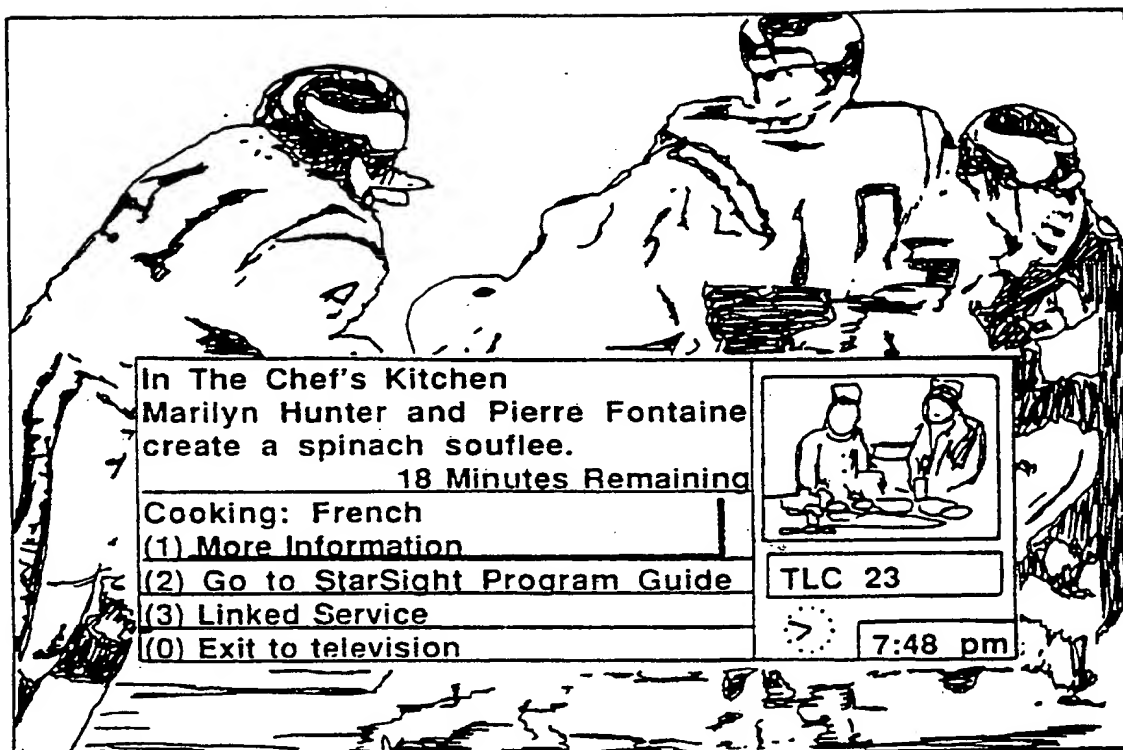 In The Chef's Kitchen
Marilyn Hunter and Pierre Fontaine
create a spinach souflee.
18 Minutes Remaining
Cooking: French
(1) More Information
(2) Go to StarSight Program Guide
(3) Linked Service
(0) Exit to television
TLC 23
7:48 pm